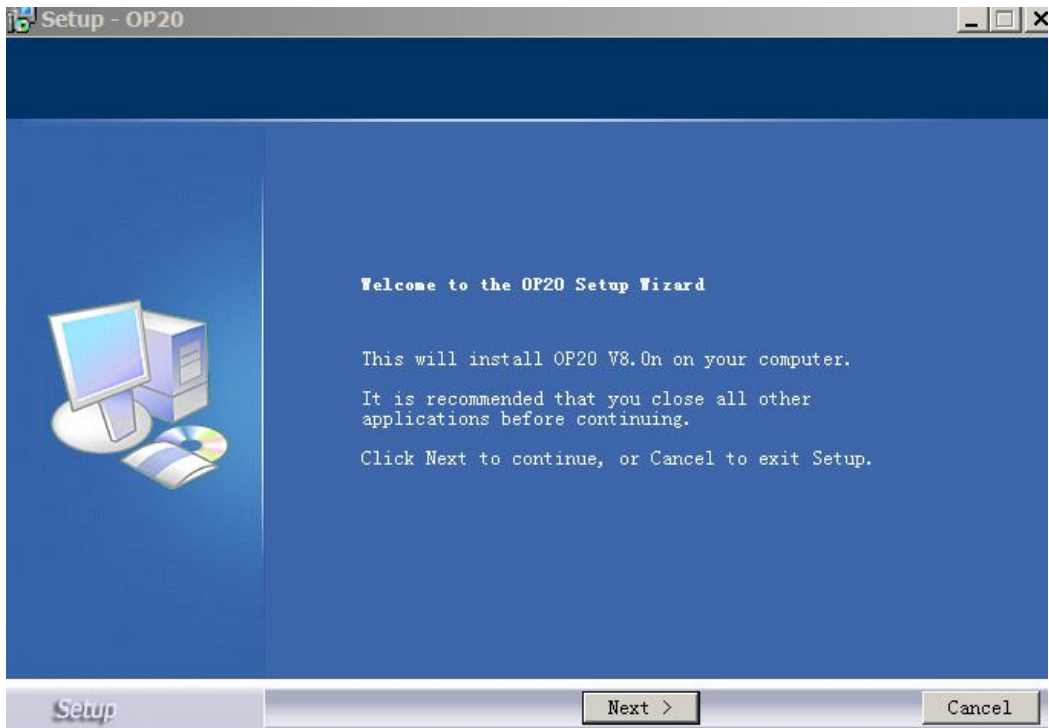 Setup - OP20
Welcome to the OP20 Setup Wizard
This will install OP20 V8.0n on your computer.
It is recommended that you close all other
applications before continuing.
Click Next to continue, or Cancel to exit Setup.
Setup
Next >
Cancel